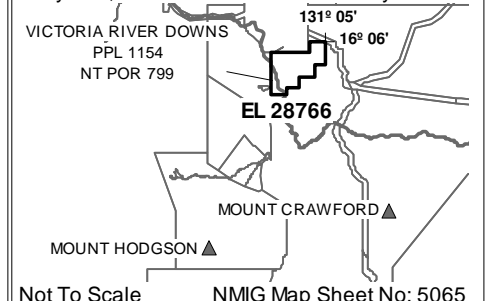 131º 05'
VICTORIA RIVER DOWNS
16º 06'
PPL 1154
NT POR 799
EL 28766
MOUNT CRAWFORD
MOUNT HODGSON
Not To Scale
NMIG Map Sheet No: 5065